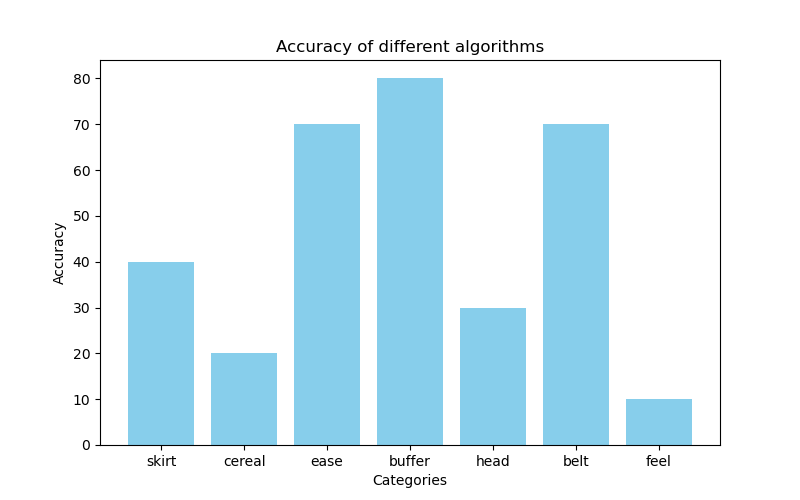 Accuracy of different algorithms
Accuracy
80
70
60
50
40
30
20
10
0
skirt cereal ease buffer head belt feel
Categories